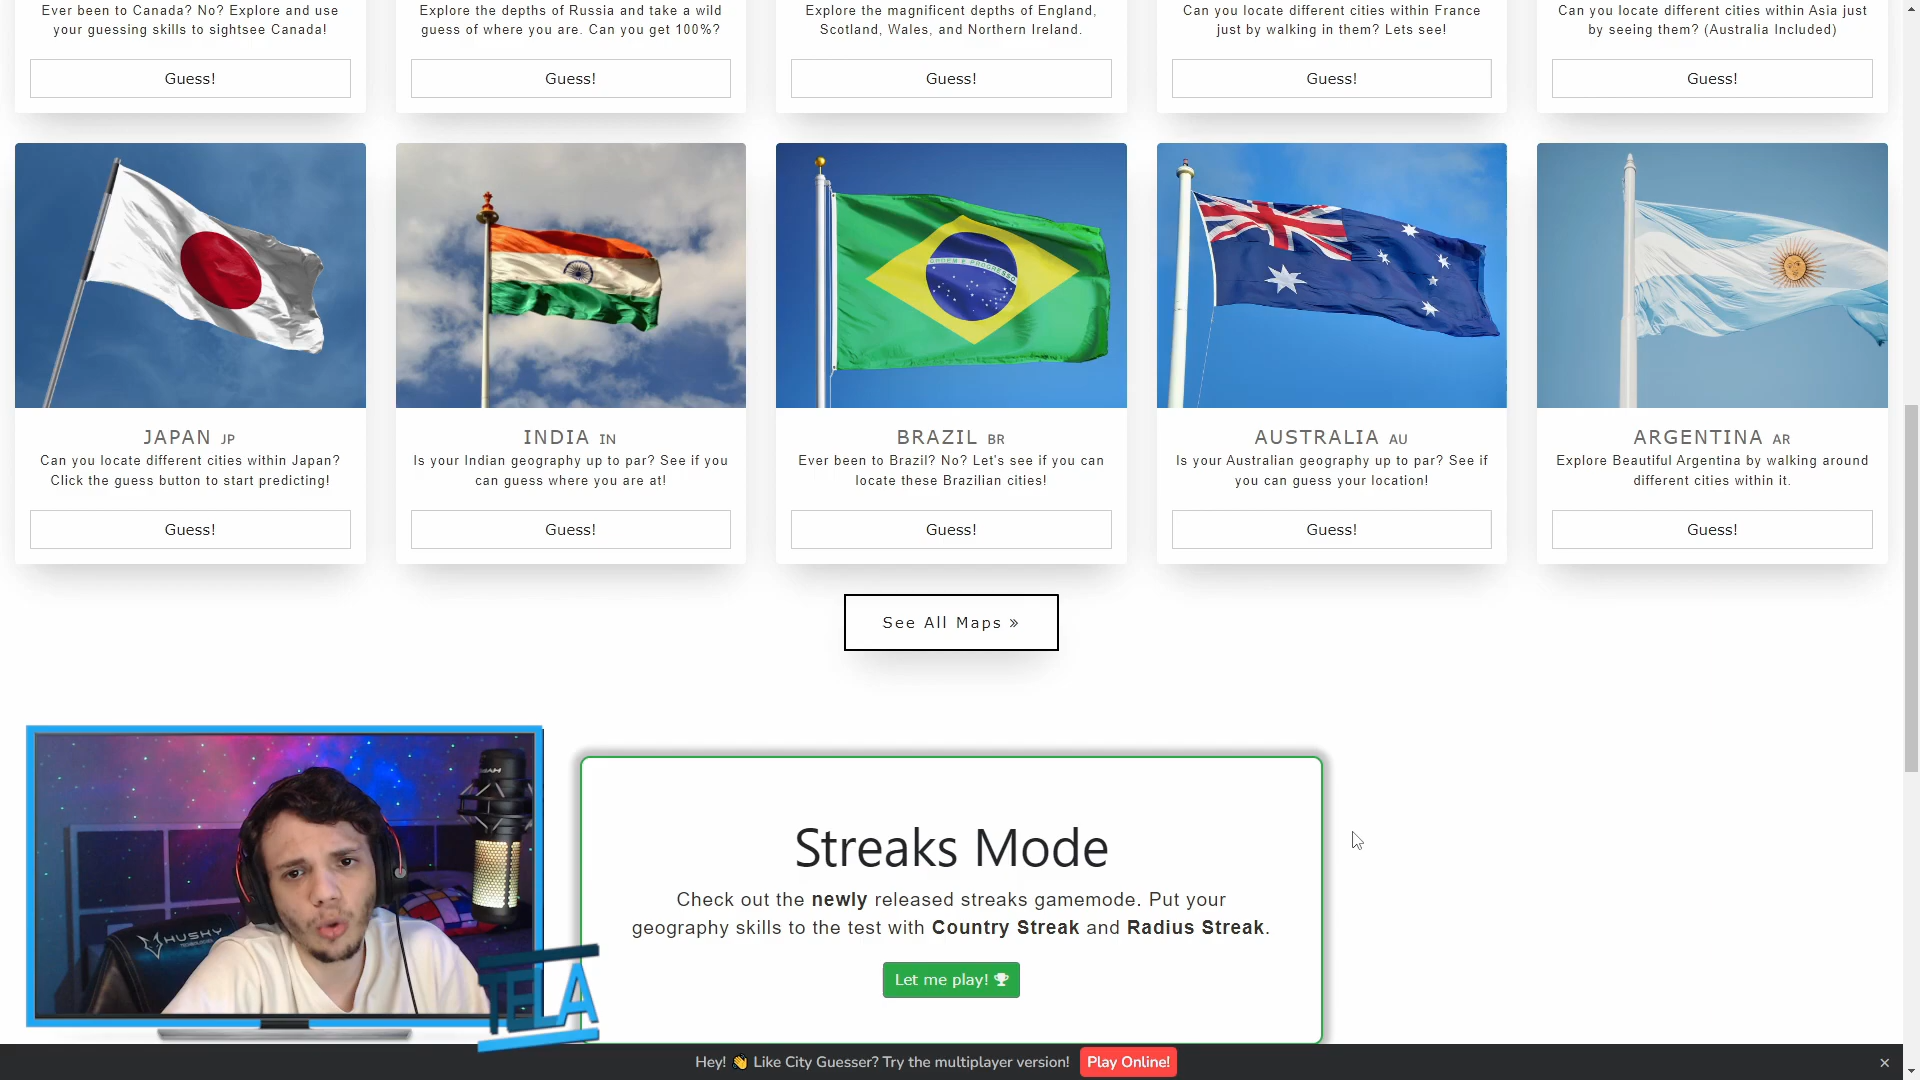 Ever been to Canada? No? Explore and use
your guessing skills to sightsee Canada!
Guess!
Explore the depths of Russia and take a wild
guess of where you are. Can you get 100%?
Guess!
Explore the magnificent depths of England,
Scotland, Wales, and Northern Ireland.
Guess!
Can you locate different cities within France
just by walking in them? Lets see!
Guess!
Can you locate different cities within Asia just
by seeing them? (Australia Included)
Guess!
JAPAN JP
Can you locate different cities within Japan?
Click the guess button to start predicting!
Guess!
INDIA IN
Is your Indian geography up to par? See if you
can guess where you are at!
Guess!
ORDEM E PROGRESSO
BRAZIL BR
Ever been to Brazil? No? Let's see if you can
locate these Brazilian cities!
Guess!
AUSTRALIA AU
Is your Australian geography up to par? See if
you can guess your location!
Guess!
ARGENTINA AR
Explore Beautiful Argentina by walking around
different cities within it.
Guess!
See All Maps »
HUSKY
TELA
Streaks Mode
Check out the newly released streaks gamemode. Put your
geography skills to the test with Country Streak and Radius Streak.
Let me play!
Hey! 👋 Like City Guesser? Try the multiplayer version!
Play Online!
×